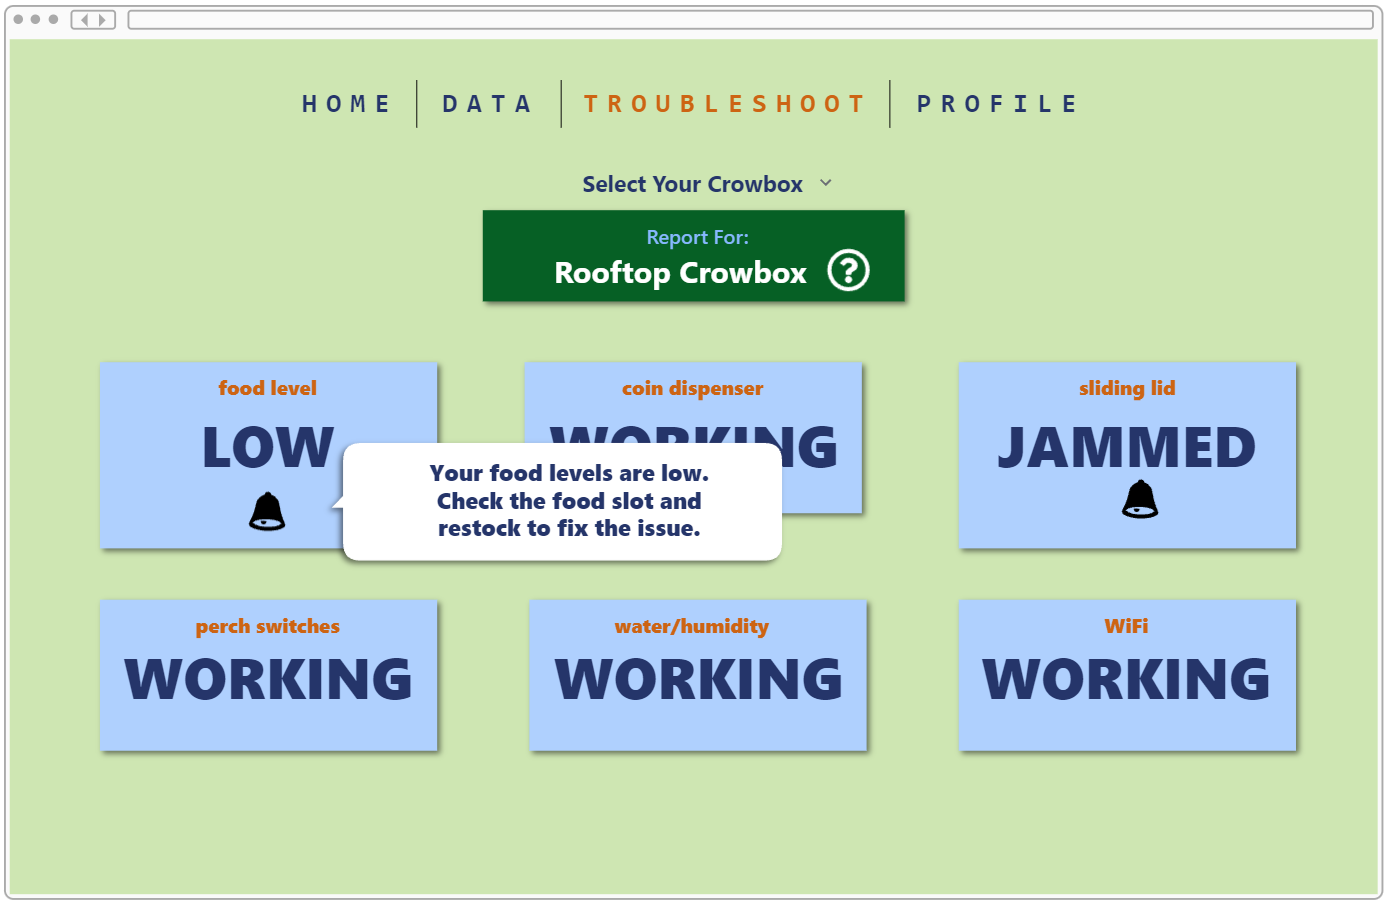 HOME
DATA
TROUBLESHOOT
PROFILE
Select Your Crowbox
Report For:
Rooftop Crowbox
?
food level
LOW
coin dispenser
WORKING
sliding lid
JAMMED
Your food levels are low.
Check the food slot and
restock to fix the issue.
perch switches
WORKING
water/humidity
WORKING
WiFi
WORKING